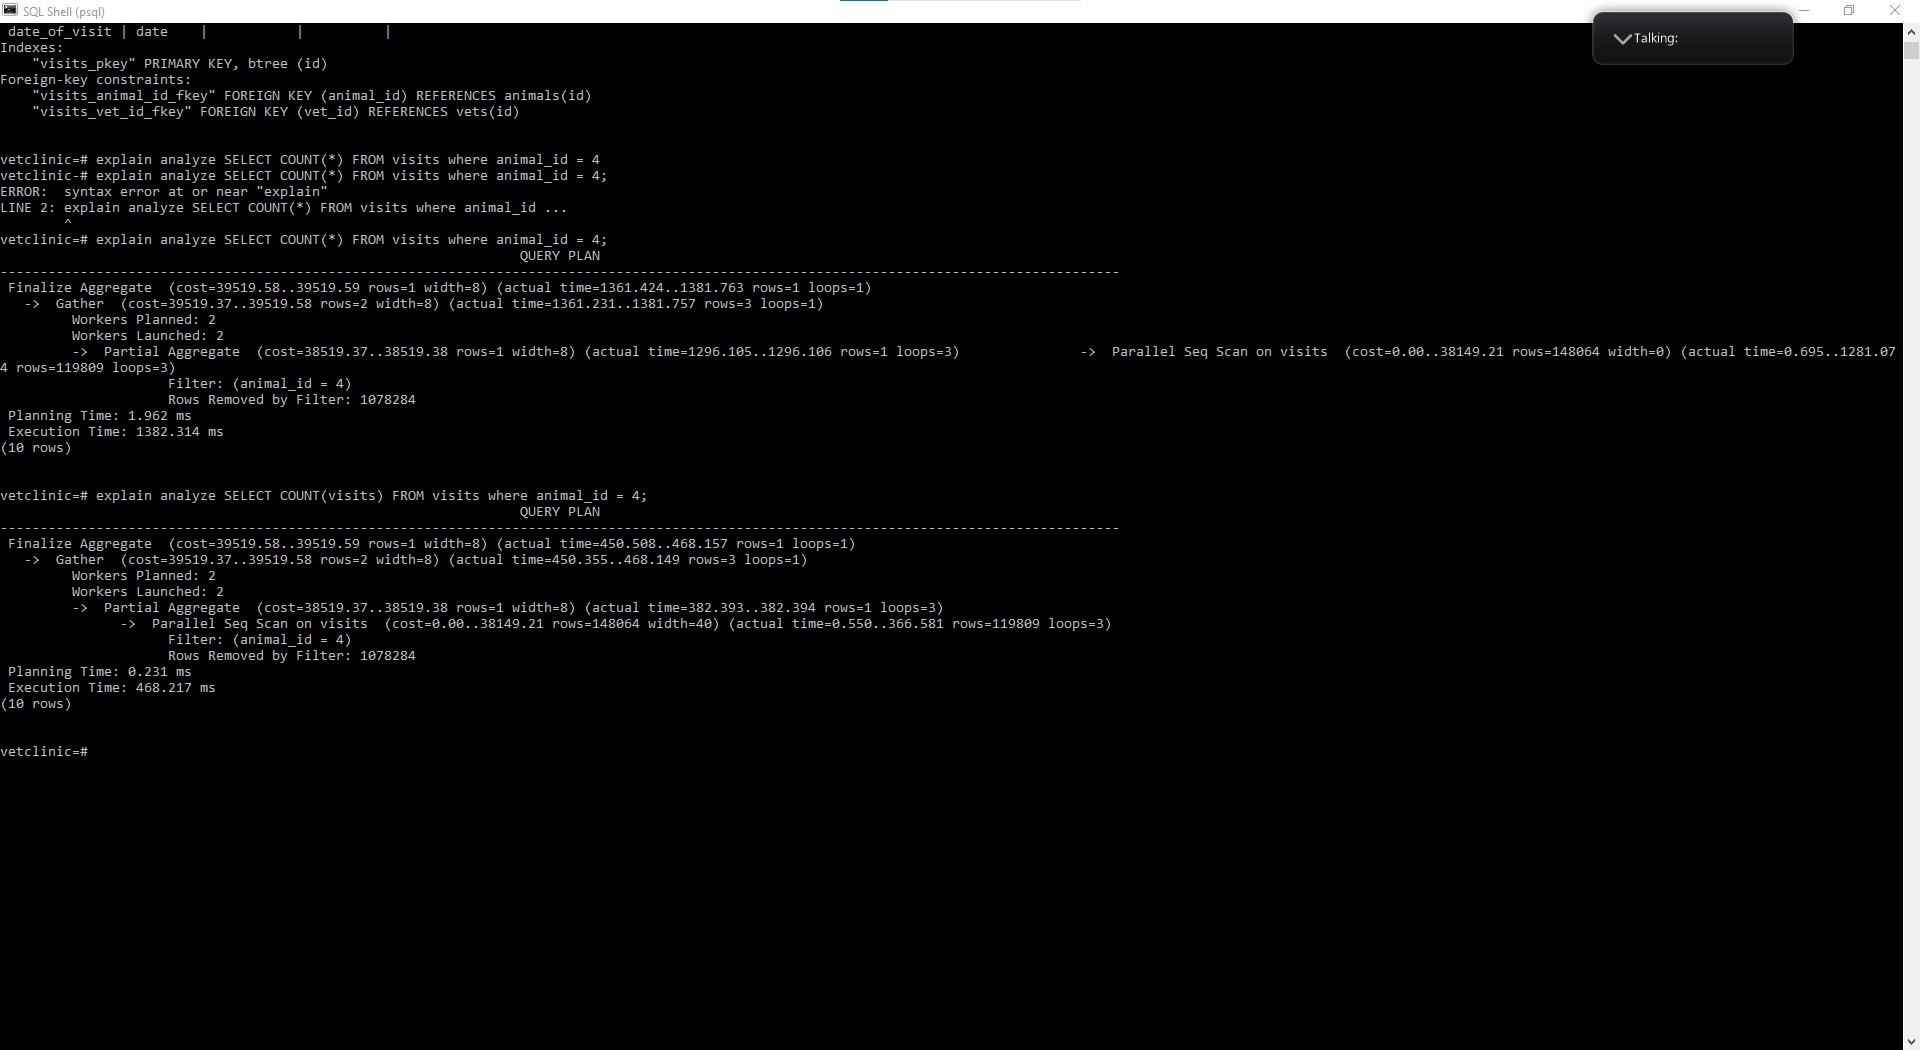 SQL Shell (psql)
Talking:
 date_of_visit | date    |           |          |
Indexes:
    "visits_pkey" PRIMARY KEY, btree (id)
Foreign-key constraints:
    "visits_animal_id_fkey" FOREIGN KEY (animal_id) REFERENCES animals(id)
    "visits_vet_id_fkey" FOREIGN KEY (vet_id) REFERENCES vets(id)
vetclinic=# explain analyze SELECT COUNT(*) FROM visits where animal_id = 4
vetclinic-# explain analyze SELECT COUNT(*) FROM visits where animal_id = 4;
ERROR:  syntax error at or near "explain"
LINE 2: explain analyze SELECT COUNT(*) FROM visits where animal_id ...
        ^
vetclinic=# explain analyze SELECT COUNT(*) FROM visits where animal_id = 4;
QUERY PLAN
--------------------------------------------------------------------------------------------------------------------------------------------
 Finalize Aggregate  (cost=39519.58..39519.59 rows=1 width=8) (actual time=1361.424..1381.763 rows=1 loops=1)
   ->  Gather  (cost=39519.37..39519.58 rows=2 width=8) (actual time=1361.231..1381.757 rows=3 loops=1)
         Workers Planned: 2
         Workers Launched: 2
         ->  Partial Aggregate  (cost=38519.37..38519.38 rows=1 width=8) (actual time=1296.105..1296.106 rows=1 loops=3)               ->  Parallel Seq Scan on visits  (cost=0.00..38149.21 rows=148064 width=0) (actual time=0.695..1281.07
4 rows=119809 loops=3)
                     Filter: (animal_id = 4)
                     Rows Removed by Filter: 1078284
 Planning Time: 1.962 ms
 Execution Time: 1382.314 ms
(10 rows)
vetclinic=# explain analyze SELECT COUNT(visits) FROM visits where animal_id = 4;
QUERY PLAN
--------------------------------------------------------------------------------------------------------------------------------------------
 Finalize Aggregate  (cost=39519.58..39519.59 rows=1 width=8) (actual time=450.508..468.157 rows=1 loops=1)
   ->  Gather  (cost=39519.37..39519.58 rows=2 width=8) (actual time=450.355..468.149 rows=3 loops=1)
         Workers Planned: 2
         Workers Launched: 2
         ->  Partial Aggregate  (cost=38519.37..38519.38 rows=1 width=8) (actual time=382.393..382.394 rows=1 loops=3)
               ->  Parallel Seq Scan on visits  (cost=0.00..38149.21 rows=148064 width=40) (actual time=0.550..366.581 rows=119809 loops=3)
                     Filter: (animal_id = 4)
                     Rows Removed by Filter: 1078284
 Planning Time: 0.231 ms
 Execution Time: 468.217 ms
(10 rows)
vetclinic=#